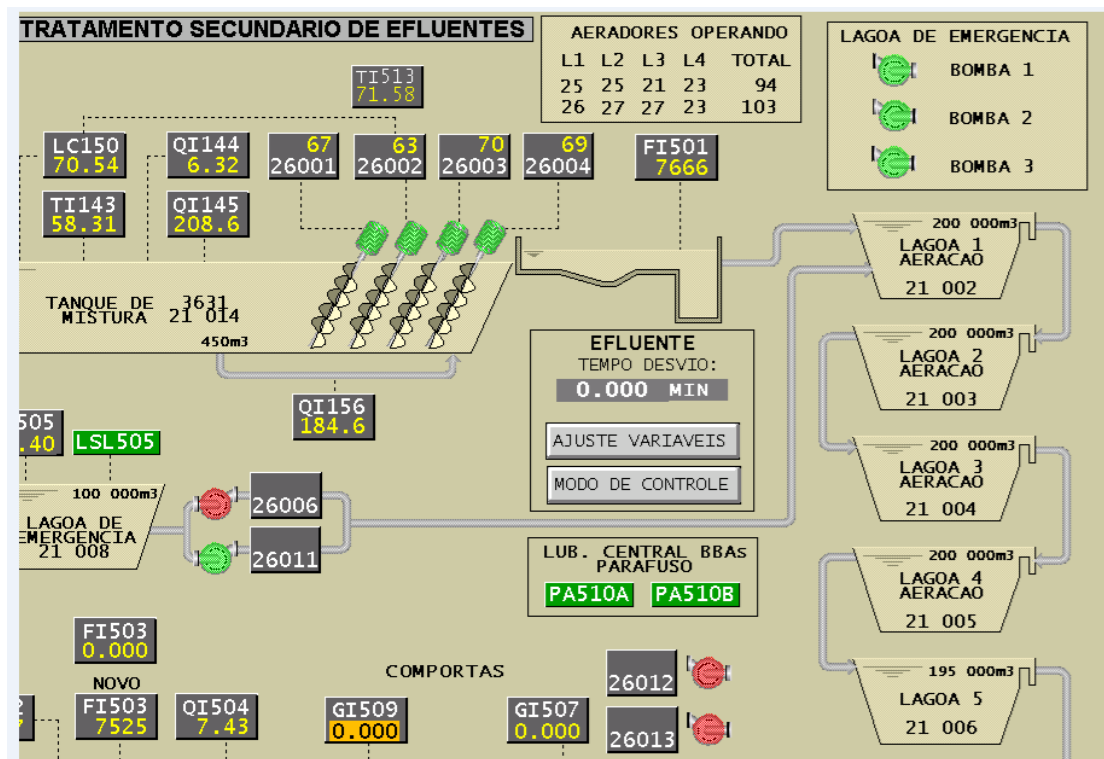 TRATAMENTO SECUNDARIO DE EFLUENTES
AERADORES OPERANDO
L1 L2 L3 L4 TOTAL
25 25 21 23 94
26 27 27 23 103
LAGOA DE EMERGENCIA
BOMBA 1
BOMBA 2
BOMBA 3
TI513
71.58
LC150
70.54
QI144
6.32
67
26001
63
26002
70
26003
69
26004
FI501
7666
TI143
58.31
QI145
208.6
TANQUE DE 3631
MISTURA 21 014
450m3
QI156
184.6
200 000m3
LAGOA 1
AERACAO
21 002
200 000m3
LAGOA 2
AERACAO
21 003
200 000m3
LAGOA 3
AERACAO
21 004
200 000m3
LAGOA 4
AERACAO
21 005
195 000m3
LAGOA 5
21 006
EFLUENTE
TEMPO DESVIO:
0.000 MIN
AJUSTE VARIAVEIS
MODO DE CONTROLE
505
.40
LSL505
100 000m3
LAGOA DE
EMERGENCIA
21 008
26006
26011
LUB. CENTRAL BBAs
PARAFUSO
PA510A PA510B
FI503
0.000
NOVO
FI503
7525
QI504
7.43
COMPORTAS
GI509
0.000
GI507
0.000
26012
26013